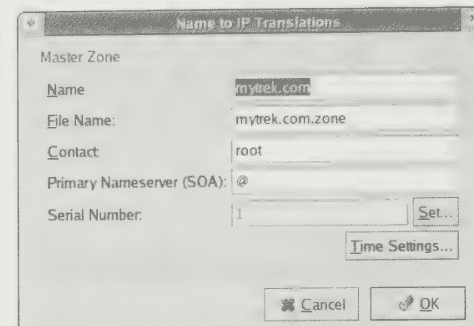 Name to IP Translations
Master Zone
Name mytrek.com
File Name: mytrek.com.zone
Contact: root
Primary Nameserver (SOA): @
Serial Number: 1 Set...
Time Settings...
Cancel OK